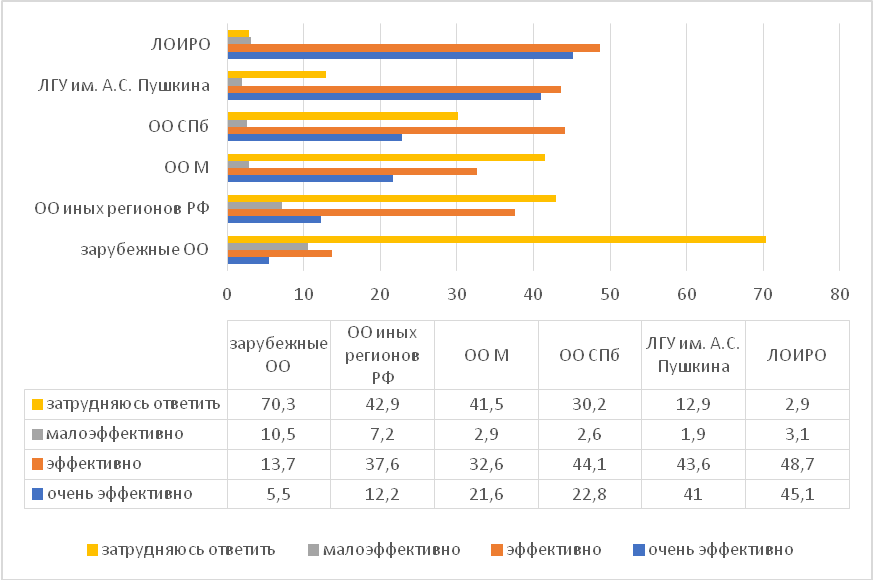 ЛОИРО
ЛГУ им. А.С. Пушкина
ОО СПб
ОО М
ОО иных регионов РФ
зарубежные ОО
0 10 20 30 40 50 60 70 80
зарубежные ОО ОО иных регионов РФ ОО М ОО СПб ЛГУ им. А.С. Пушкина ЛОИРО
затрудняюсь ответить 70,3 42,9 41,5 30,2 12,9 2,9
малоэффективно 10,5 7,2 2,9 2,6 1,9 3,1
эффективно 13,7 37,6 32,6 44,1 43,6 48,7
очень эффективно 5,5 12,2 21,6 22,8 41 45,1
затрудняюсь ответить малоэффективно эффективно очень эффективно